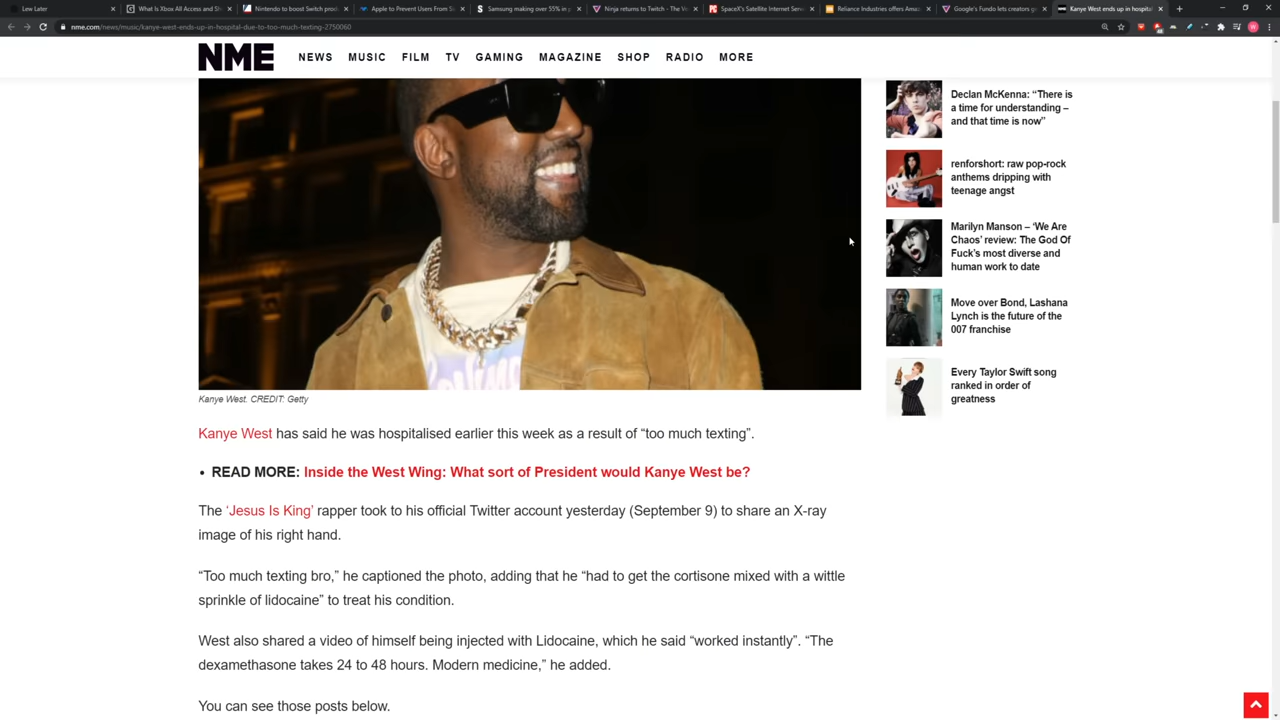 Lew Later
What Is Xbox All Access and Sh
Nintendo to boost Switch produ
Apple to Prevent Users From S
Samsung making over 55% in p
Ninja returns to Twitch - The Ve
SpaceX's Satellite Internet Serv
Reliance Industries offers Amaz
Google's Fundo lets creators g
Kanye West ends up in hospital
nme.com/news/music/kanye-west-ends-up-in-hospital-due-to-too-much-texting-2750060
NME NEWS MUSIC FILM TV GAMING MAGAZINE SHOP RADIO MORE
Declan McKenna: “There is
a time for understanding –
and that time is now”
renforshort: raw pop-rock
anthems dripping with
teenage angst
Marilyn Manson – ‘We Are
Chaos’ review: The God Of
Fuck’s most diverse and
human work to date
Move over Bond, Lashana
Lynch is the future of the
007 franchise
Every Taylor Swift song
ranked in order of
greatness
Kanye West. CREDIT: Getty
Kanye West has said he was hospitalised earlier this week as a result of “too much texting”.
• READ MORE: Inside the West Wing: What sort of President would Kanye West be?
The ‘Jesus Is King’ rapper took to his official Twitter account yesterday (September 9) to share an X-ray
image of his right hand.
“Too much texting bro,” he captioned the photo, adding that he “had to get the cortisone mixed with a wittle
sprinkle of lidocaine” to treat his condition.
West also shared a video of himself being injected with Lidocaine, which he said “worked instantly”. “The
dexamethasone takes 24 to 48 hours. Modern medicine,” he added.
You can see those posts below.